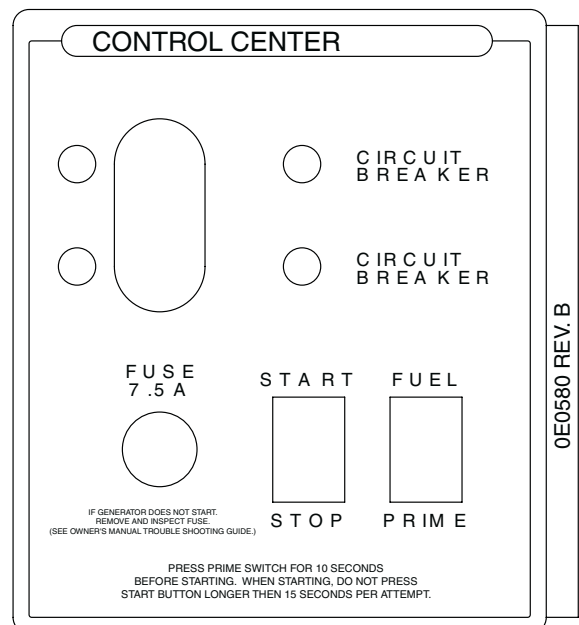 CONTROL CENTER
CIRCUIT
BREAKER
CIRCUIT
BREAKER
FUSE
7.5A
START
FUEL
STOP
PRIME
IF GENERATOR DOES NOT START.
REMOVE AND INSPECT FUSE.
(SEE OWNER'S MANUAL TROUBLE SHOOTING GUIDE.)
PRESS PRIME SWITCH FOR 10 SECONDS
BEFORE STARTING. WHEN STARTING, DO NOT PRESS
START BUTTON LONGER THEN 15 SECONDS PER ATTEMPT.
0E0580 REV. B